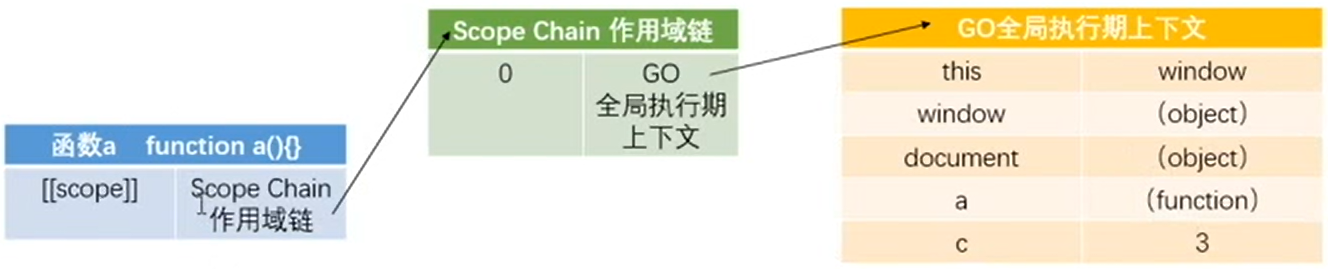 函数a function a(){}
[[scope]] Scope Chain
作用域链
Scope Chain 作用域链
0 GO
全局执行期
上下文
GO全局执行期上下文
this window
window （object）
document （object）
a （function）
c 3